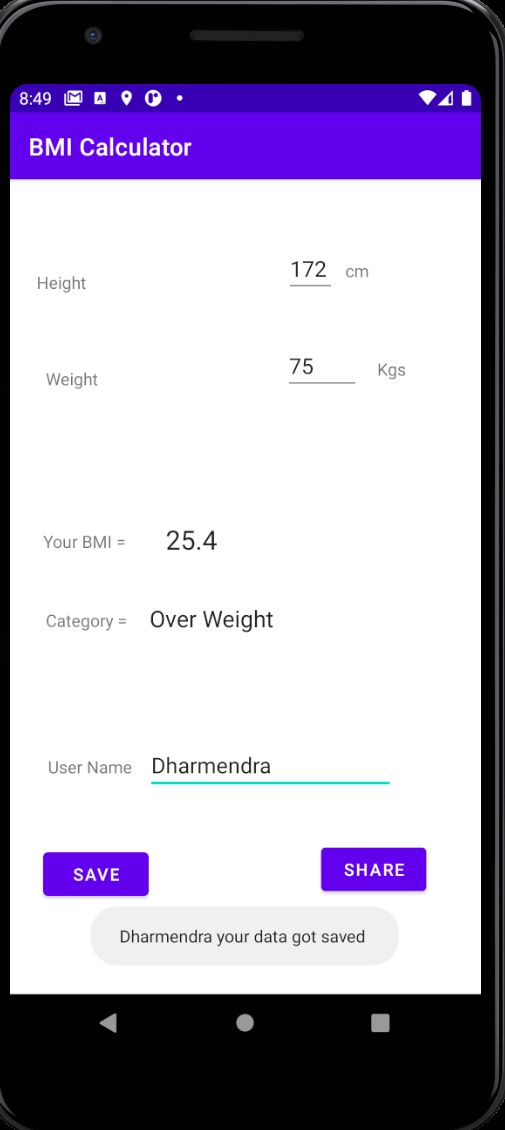 8:49
BMI Calculator
Height 172 cm
Weight 75 Kgs
Your BMI = 25.4
Category = Over Weight
User Name Dharmendra
SAVE SHARE
Dharmendra your data got saved